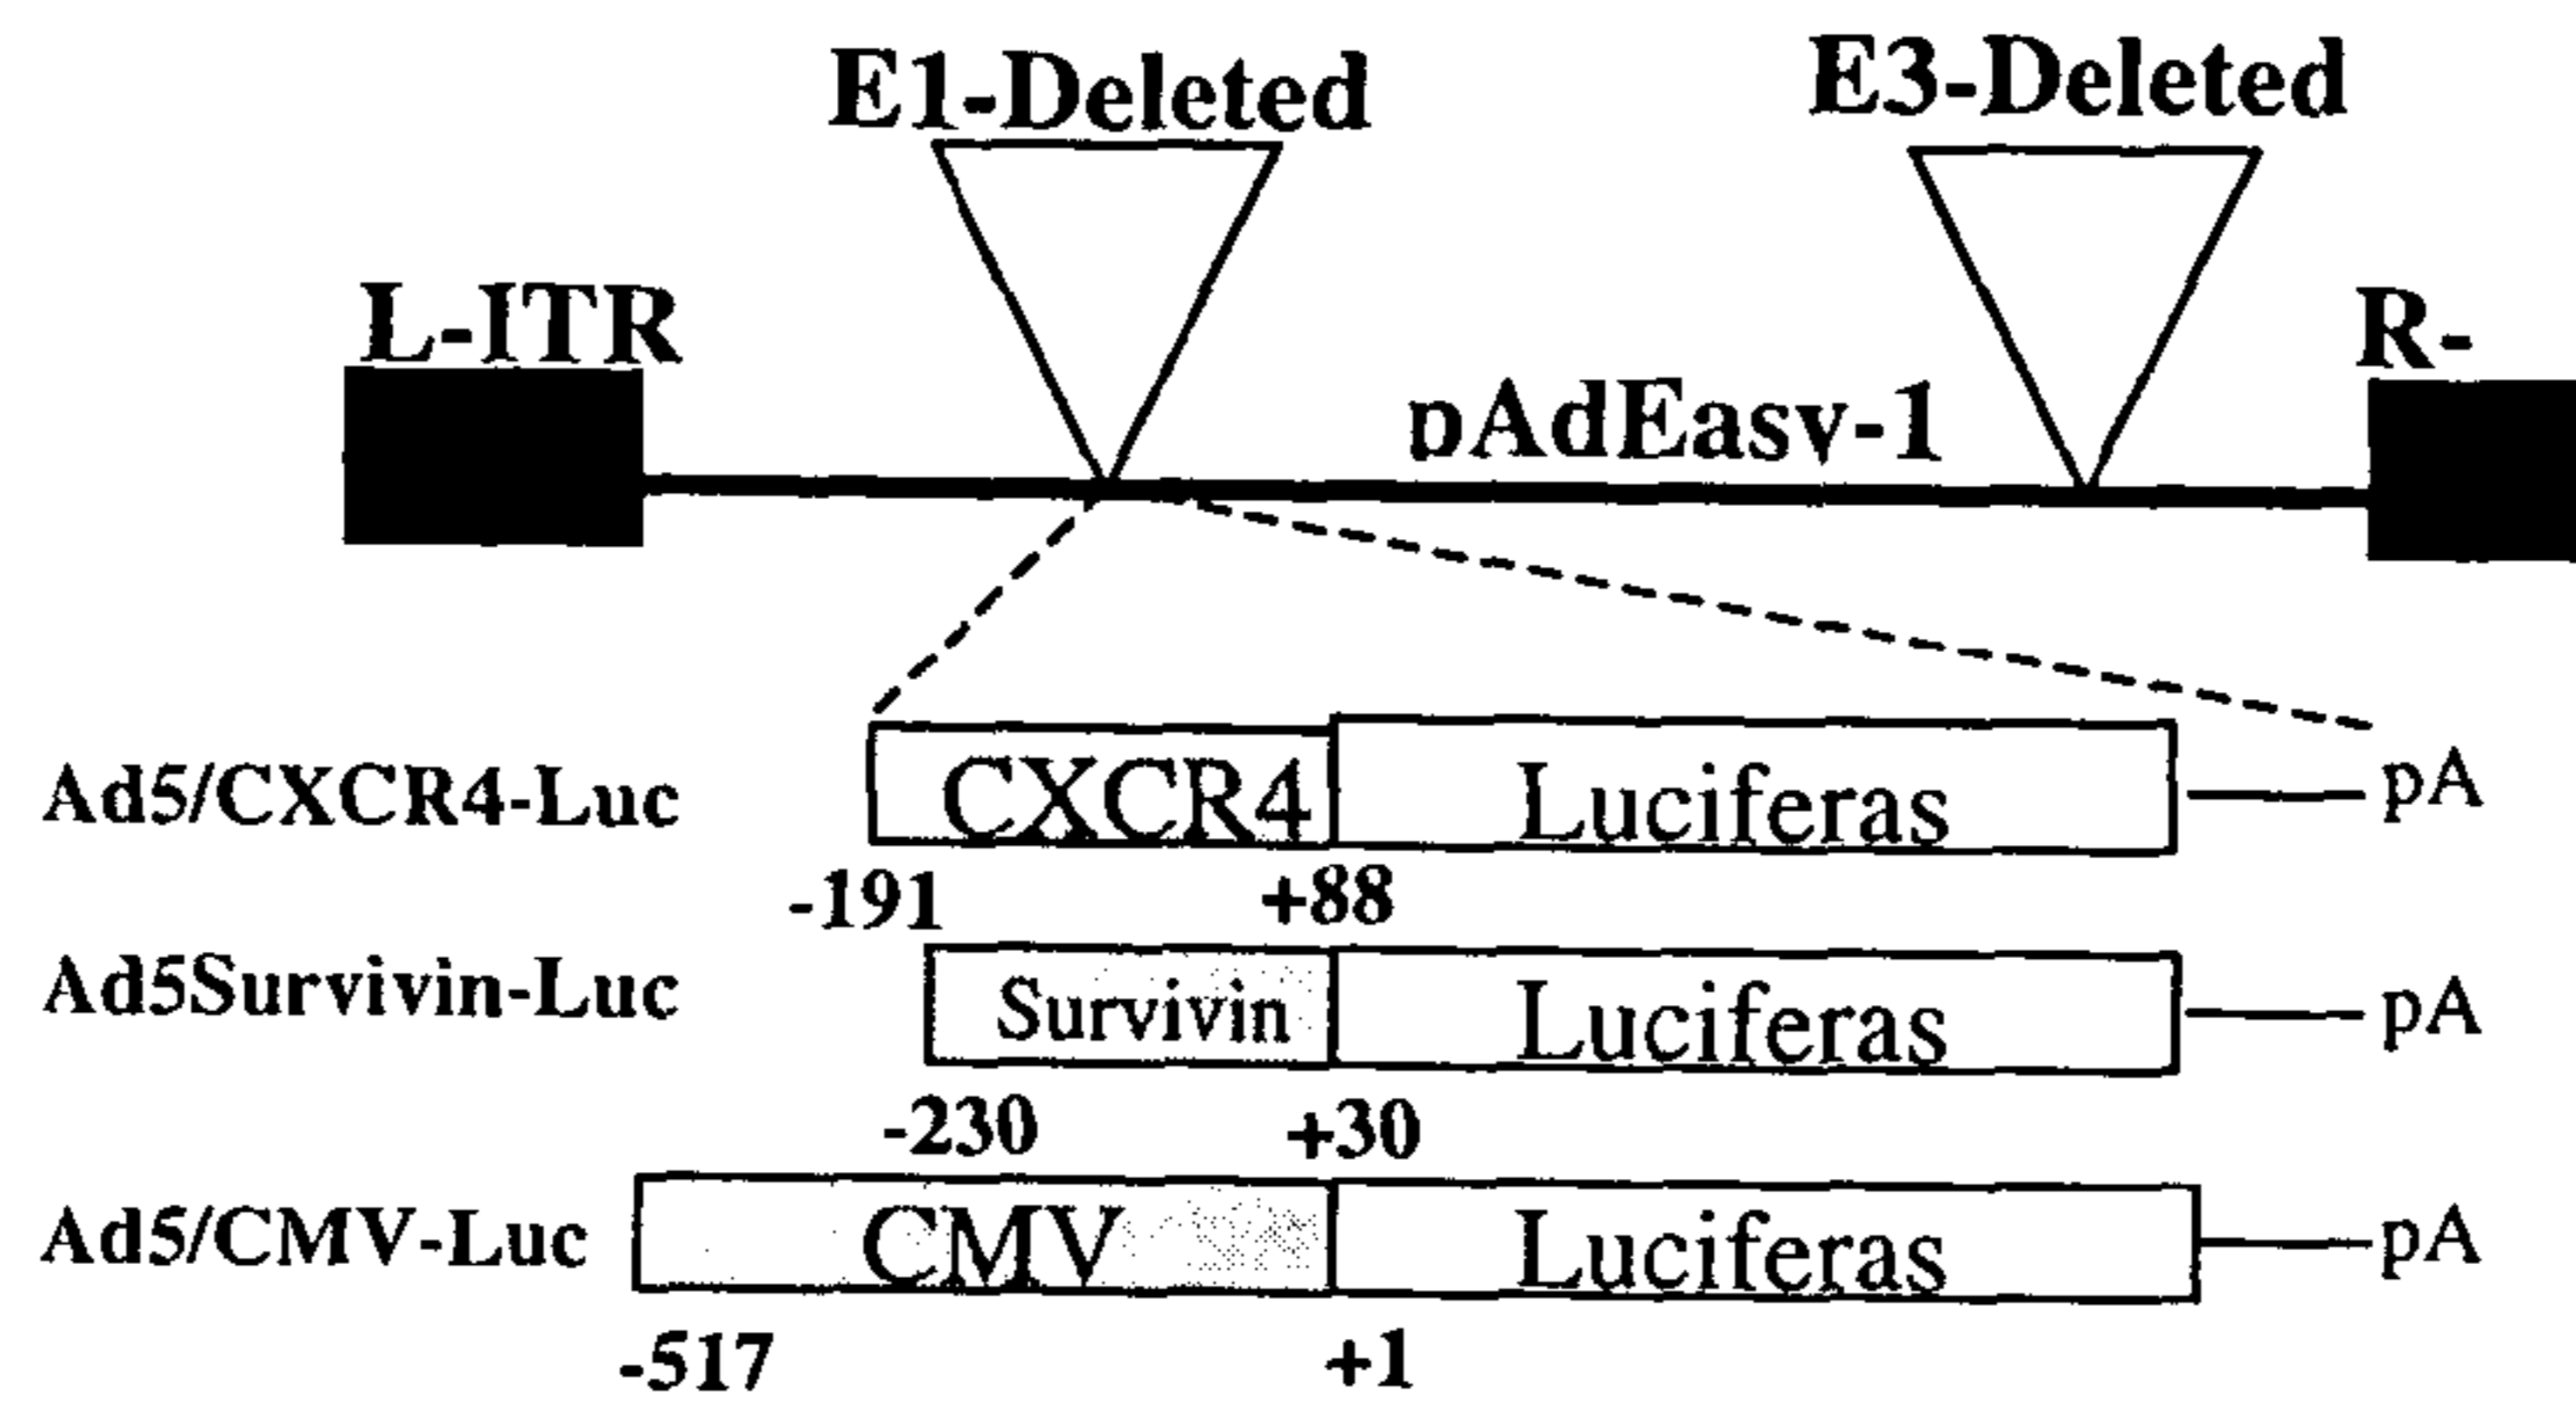 E1-Deleted
E3-Deleted
L-ITR
R-
pAdEasy-1
Ad5/CXCR4-Luc
CXCR4
Luciferas
pA
-191
+88
Ad5Survivin-Luc
Survivin
Luciferas
pA
-230
+30
Ad5/CMV-Luc
CMV
Luciferas
pA
-517
+1